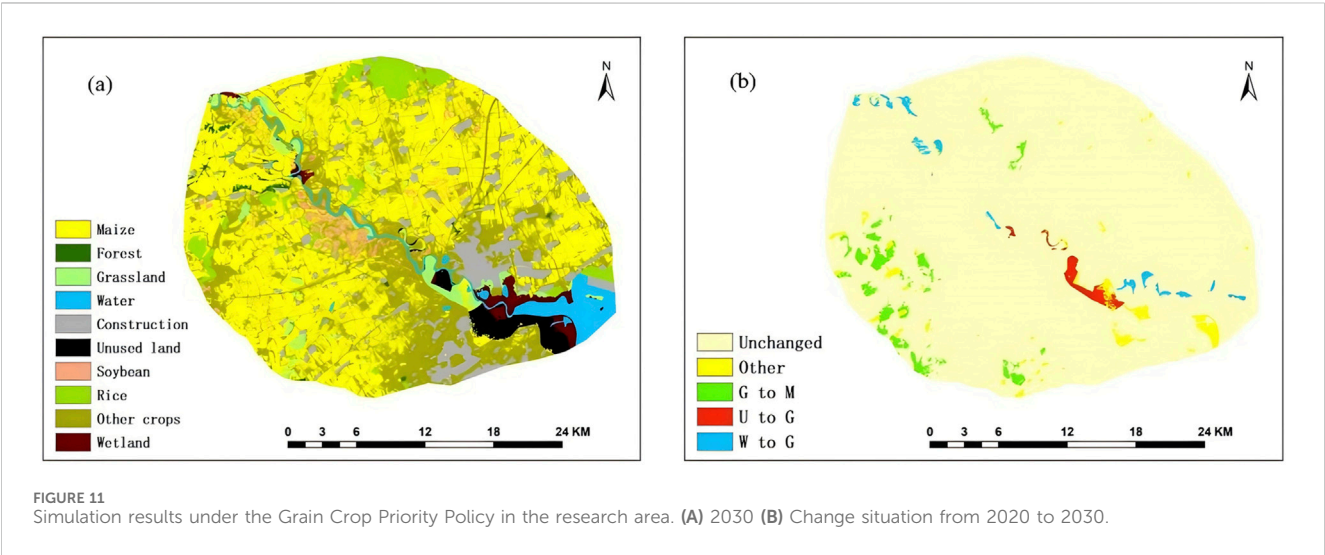 (a)
N
Maize
Forest
Grassland
Water
Construction
Unused land
Soybean
Rice
Other crops
Wetland
0 3 6 12 18 24 KM
(b)
N
Unchanged
Other
G to M
U to G
W to G
0 3 6 12 18 24 KM
FIGURE 11
Simulation results under the Grain Crop Priority Policy in the research area. (A) 2030 (B) Change situation from 2020 to 2030.